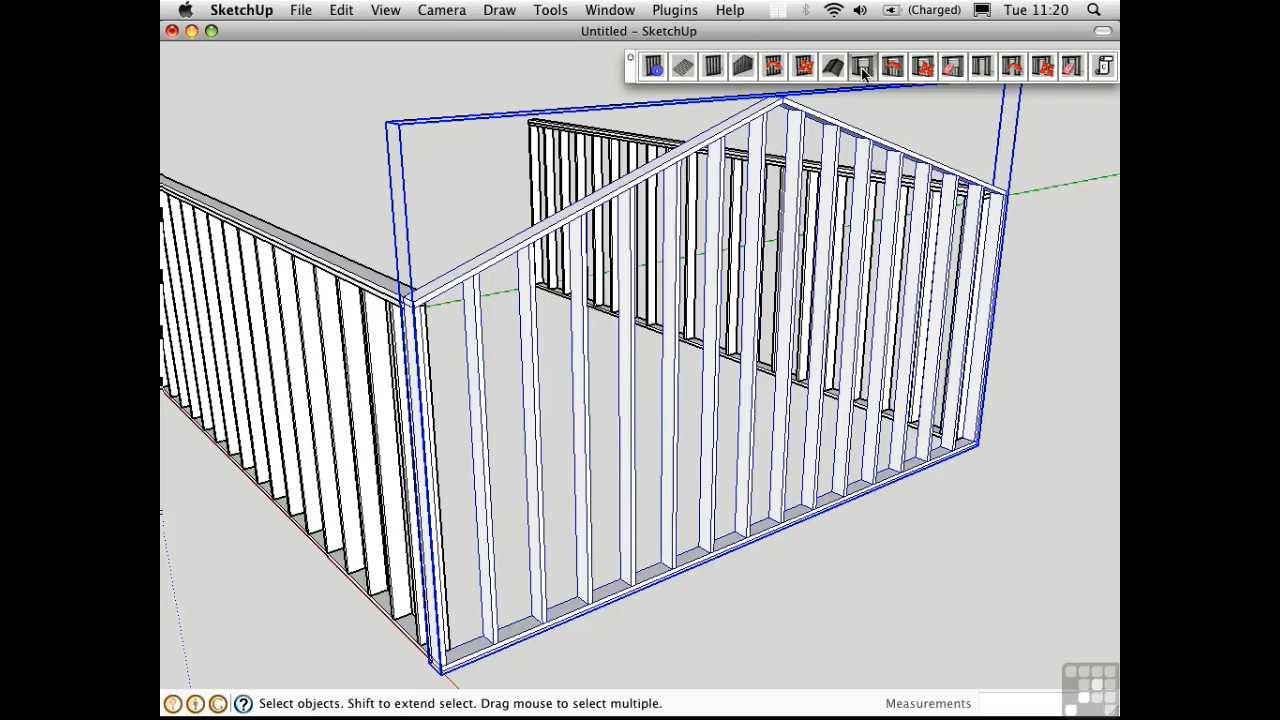 SketchUp File Edit View Camera Draw Tools Window Plugins Help (Charged) Tue 11:20
Untitled – SketchUp
Select objects. Shift to extend select. Drag mouse to select multiple. Measurements